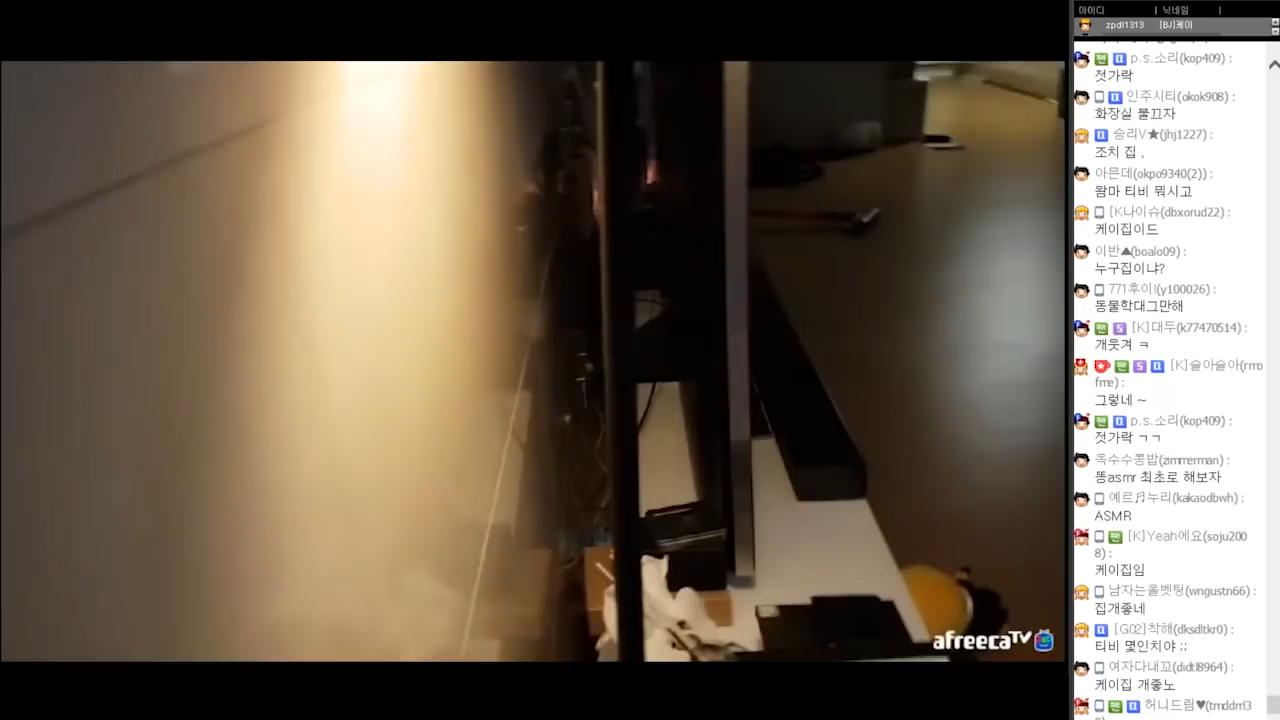 아이디 | 닉네임 |
zpdl1313 [BJ]케이
p.s.소리(kop409) :
젓가락
인주시티(okok908) :
화장실 불끄자
승리V★(jhj1227) :
조치 집 ,
아믄데(okpo9340(2)) :
왐마 티비 뭐시고
[K나이슈(dbxorud22) :
케이집이드
이반▲(boalo09) :
누구집이냐?
771후이!(y100026) :
동물학대그만해
[K]대두(k77470514) :
개웃겨 ㅋ
[K]슬아슬아(rmo
fme) :
그렇네 ~
p.s.소리(kop409) :
젓가락 ㄱㄱ
옥수수콩밥(zimmerman) :
똥asmr 최초로 해보자
예르♬누리(kakaodbwh) :
ASMR
[K]Yeah에요(soju200
8) :
케이집임
남자는올벳팅(wngustn66) :
집개좋네
[G02]착해(dksdltkr0) :
티비 몇인치야 ;;
여자다내꼬(didtl8964) :
케이집 개좋노
허니드림♥(tmddml3
afreecaTV